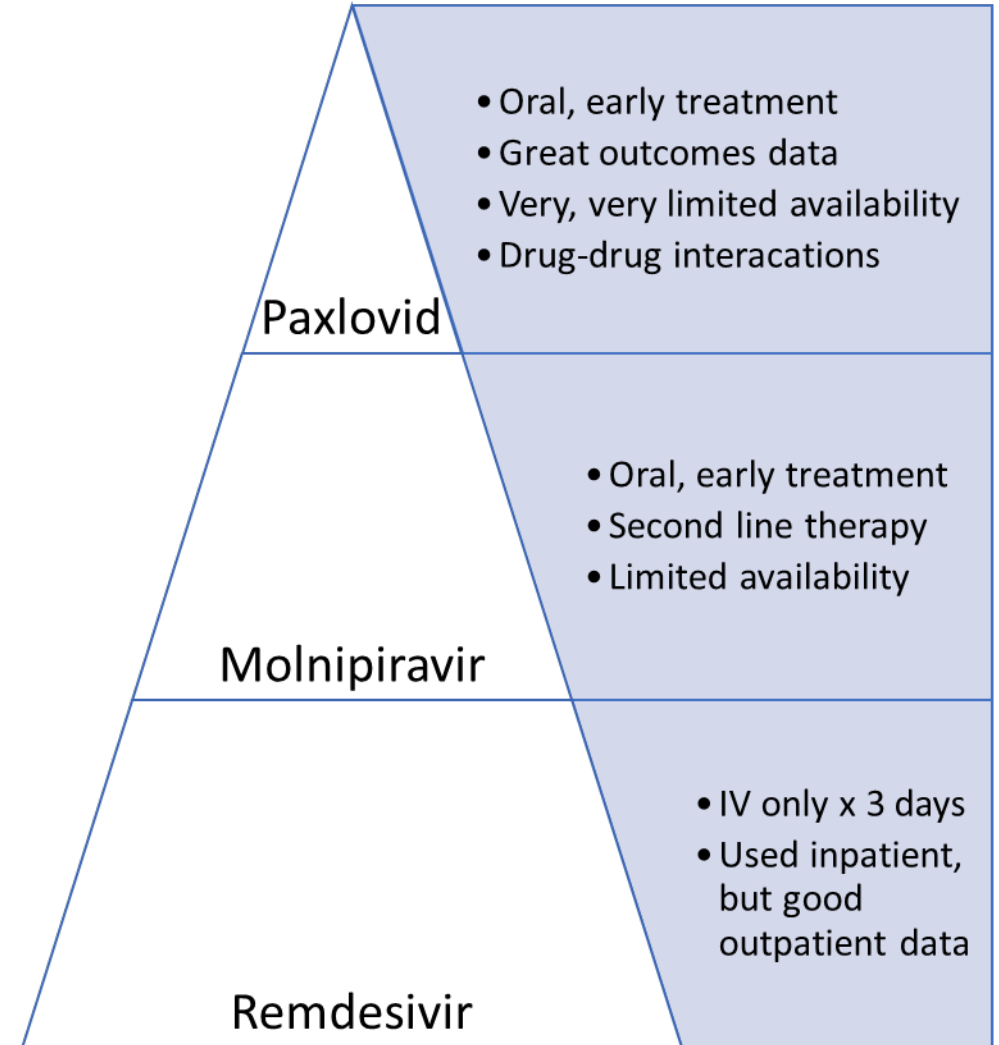 • Oral, early treatment
• Great outcomes data
• Very, very limited availability
• Drug-drug interacations
Paxlovid
• Oral, early treatment
• Second line therapy
• Limited availability
Molnipiravir
• IV only x 3 days
• Used inpatient,
but good
outpatient data
Remdesivir